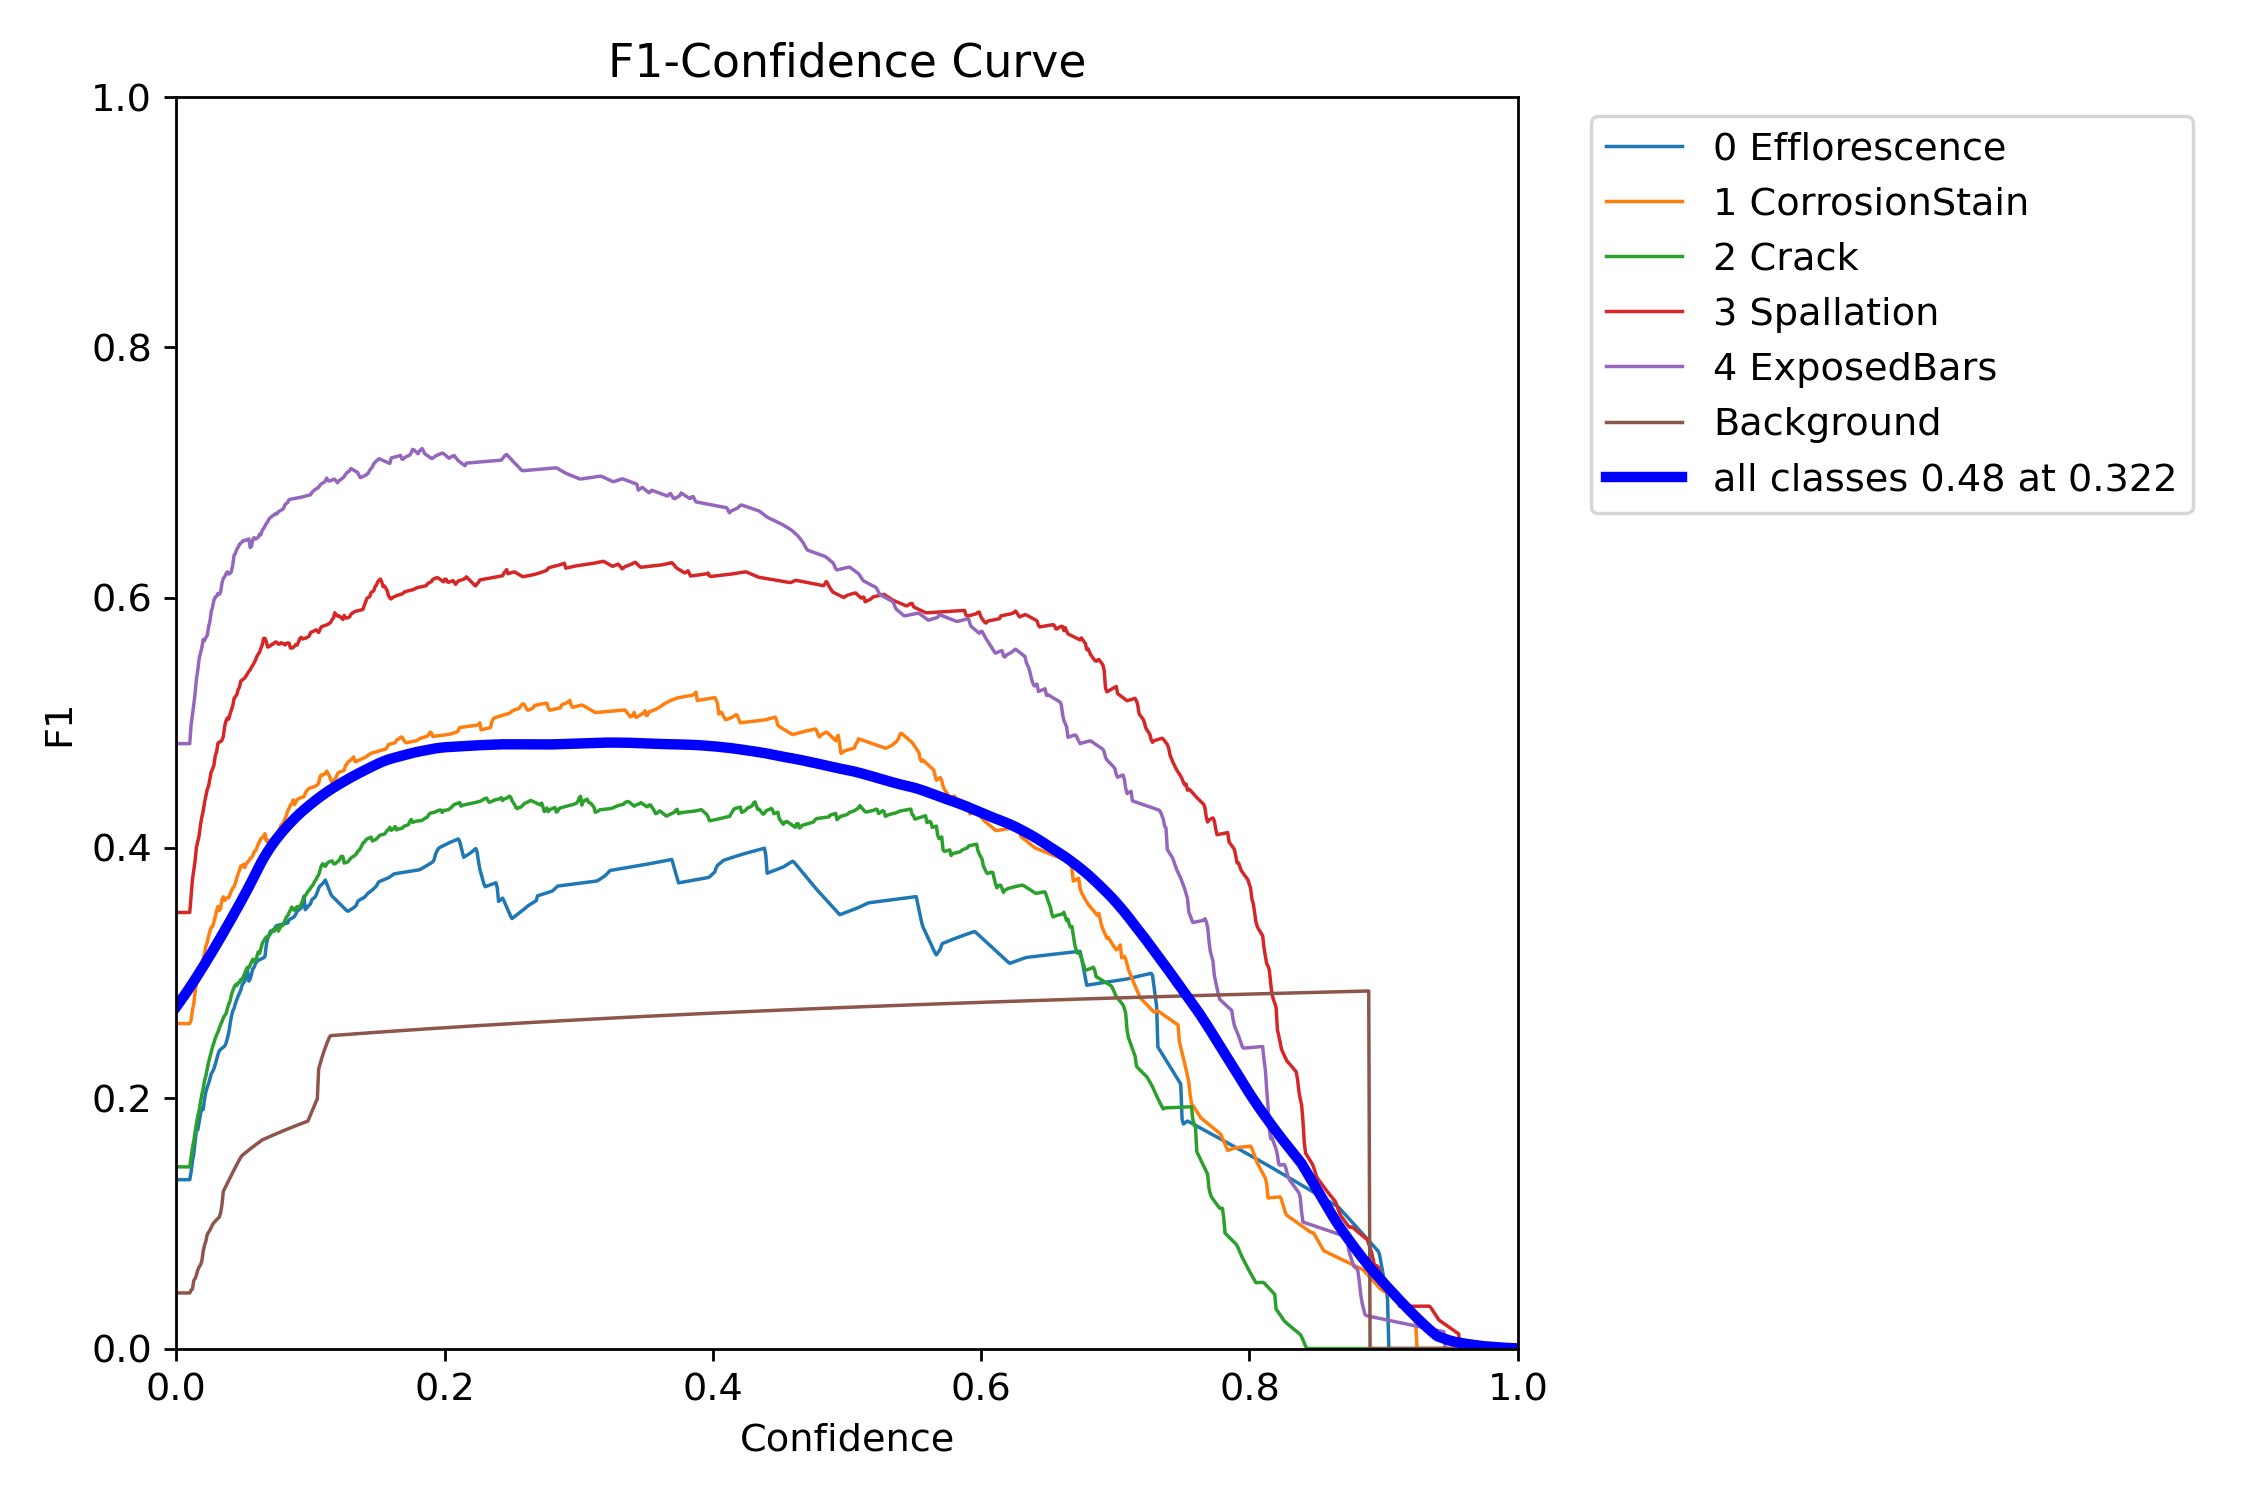 F1-Confidence Curve
1.0
0.8
0.6
0.4
0.2
0.0
F1
0.0 0.2 0.4 0.6 0.8 1.0
Confidence
0 Efflorescence
1 CorrosionStain
2 Crack
3 Spallation
4 ExposedBars
Background
all classes 0.48 at 0.322